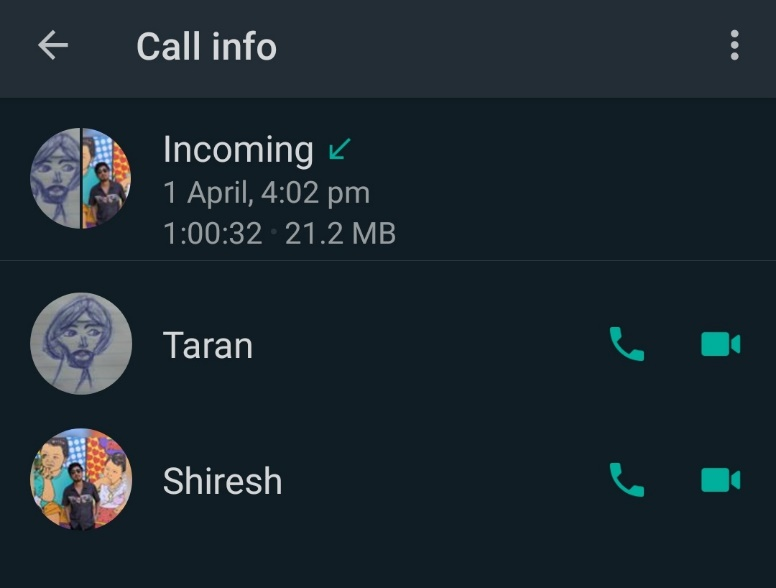 Call info
Incoming
1 April, 4:02 pm
1:00:32 · 21.2 MB
Taran
Shiresh